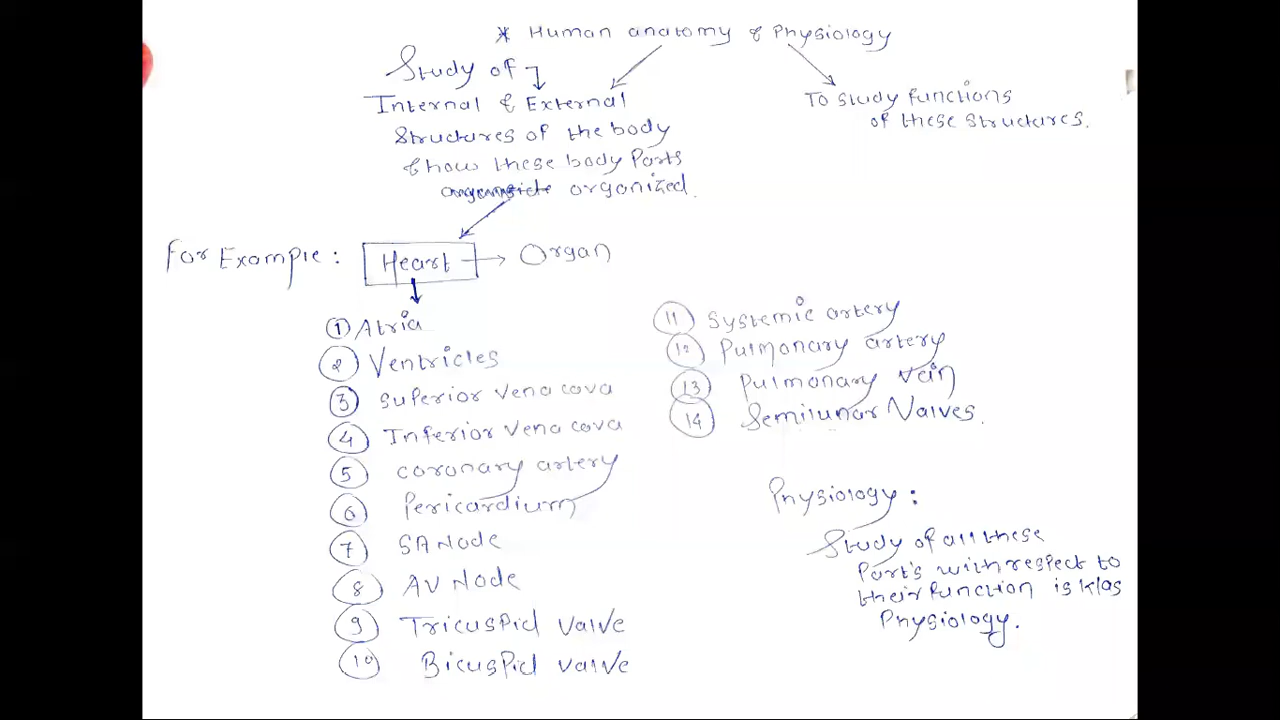 * Human anatomy & Physiology
Study of
Internal & External
Structures of the body
& how these body Parts
organized.
To study functions
of these structures.
For Example : Heart → Organ
① Atria
② Ventricles
③ Superior vena cava
④ Inferior vena cava
⑤ coronary artery
⑥ Pericardium
⑦ SA Node
⑧ AV Node
⑨ Tricuspid valve
⑩ Bicuspid valve
⑪ Systemic artery
⑫ Pulmonary artery
⑬ Pulmonary vein
⑭ Semilunar Valves.
Physiology :
Study of all these
Part's with respect to
their function is k/as
Physiology.